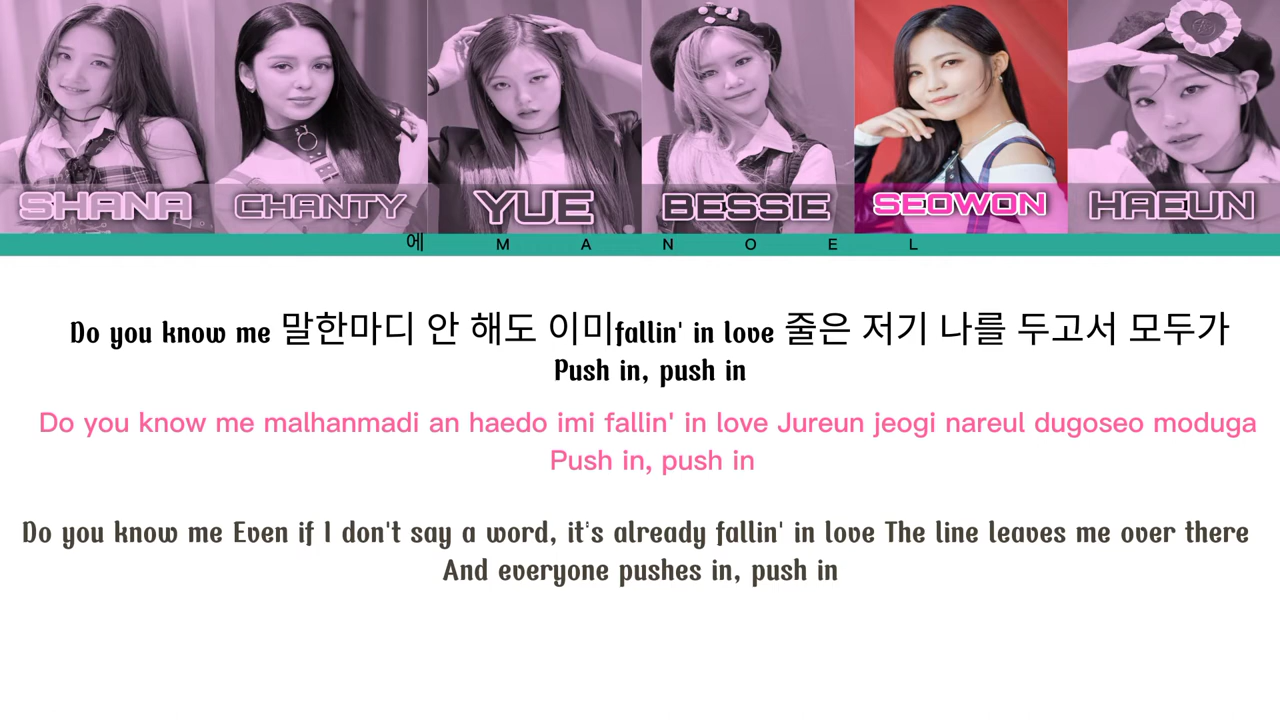 SHANA CHANTY YUE BESSIE SEOWON HAEUN
에 M A N O E L
Do you know me 말한마디 안 해도 이미fallin' in love 줄은 저기 나를 두고서 모두가
Push in, push in
Do you know me malhanmadi an haedo imi fallin' in love Jureun jeogi nareul dugoseo moduga
Push in, push in
Do you know me Even if I don't say a word, it's already fallin' in love The line leaves me over there
And everyone pushes in, push in